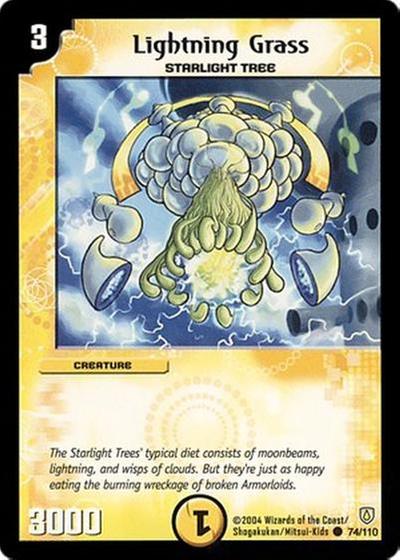 3
Lightning Grass
STARLIGHT TREE
CREATURE
The Starlight Trees' typical diet consists of moonbeams,
lightning, and wisps of clouds. But they're just as happy
eating the burning wreckage of broken Armorloids.
3000
1
©2004 Wizards of the Coast/
Shogakukan/Mitsui-Kids ● 74/110